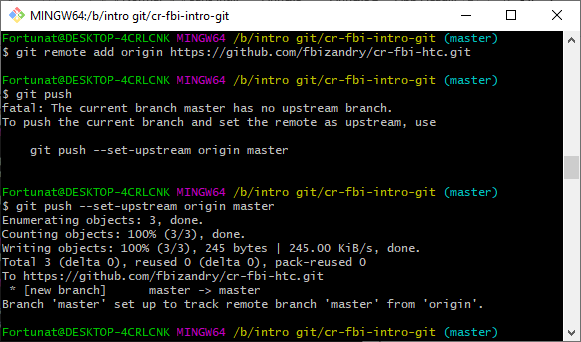 MINGW64:/b/intro git/cr-fbi-intro-git
Fortunat@DESKTOP-4CRLCNK MINGW64 /b/intro git/cr-fbi-intro-git (master)
$ git remote add origin https://github.com/fbizandry/cr-fbi-htc.git
Fortunat@DESKTOP-4CRLCNK MINGW64 /b/intro git/cr-fbi-intro-git (master)
$ git push
fatal: The current branch master has no upstream branch.
To push the current branch and set the remote as upstream, use
git push --set-upstream origin master
Fortunat@DESKTOP-4CRLCNK MINGW64 /b/intro git/cr-fbi-intro-git (master)
$ git push --set-upstream origin master
Enumerating objects: 3, done.
Counting objects: 100% (3/3), done.
Writing objects: 100% (3/3), 245 bytes | 245.00 KiB/s, done.
Total 3 (delta 0), reused 0 (delta 0), pack-reused 0
To https://github.com/fbizandry/cr-fbi-htc.git
* [new branch]      master -> master
Branch 'master' set up to track remote branch 'master' from 'origin'.
Fortunat@DESKTOP-4CRLCNK MINGW64 /b/intro git/cr-fbi-intro-git (master)